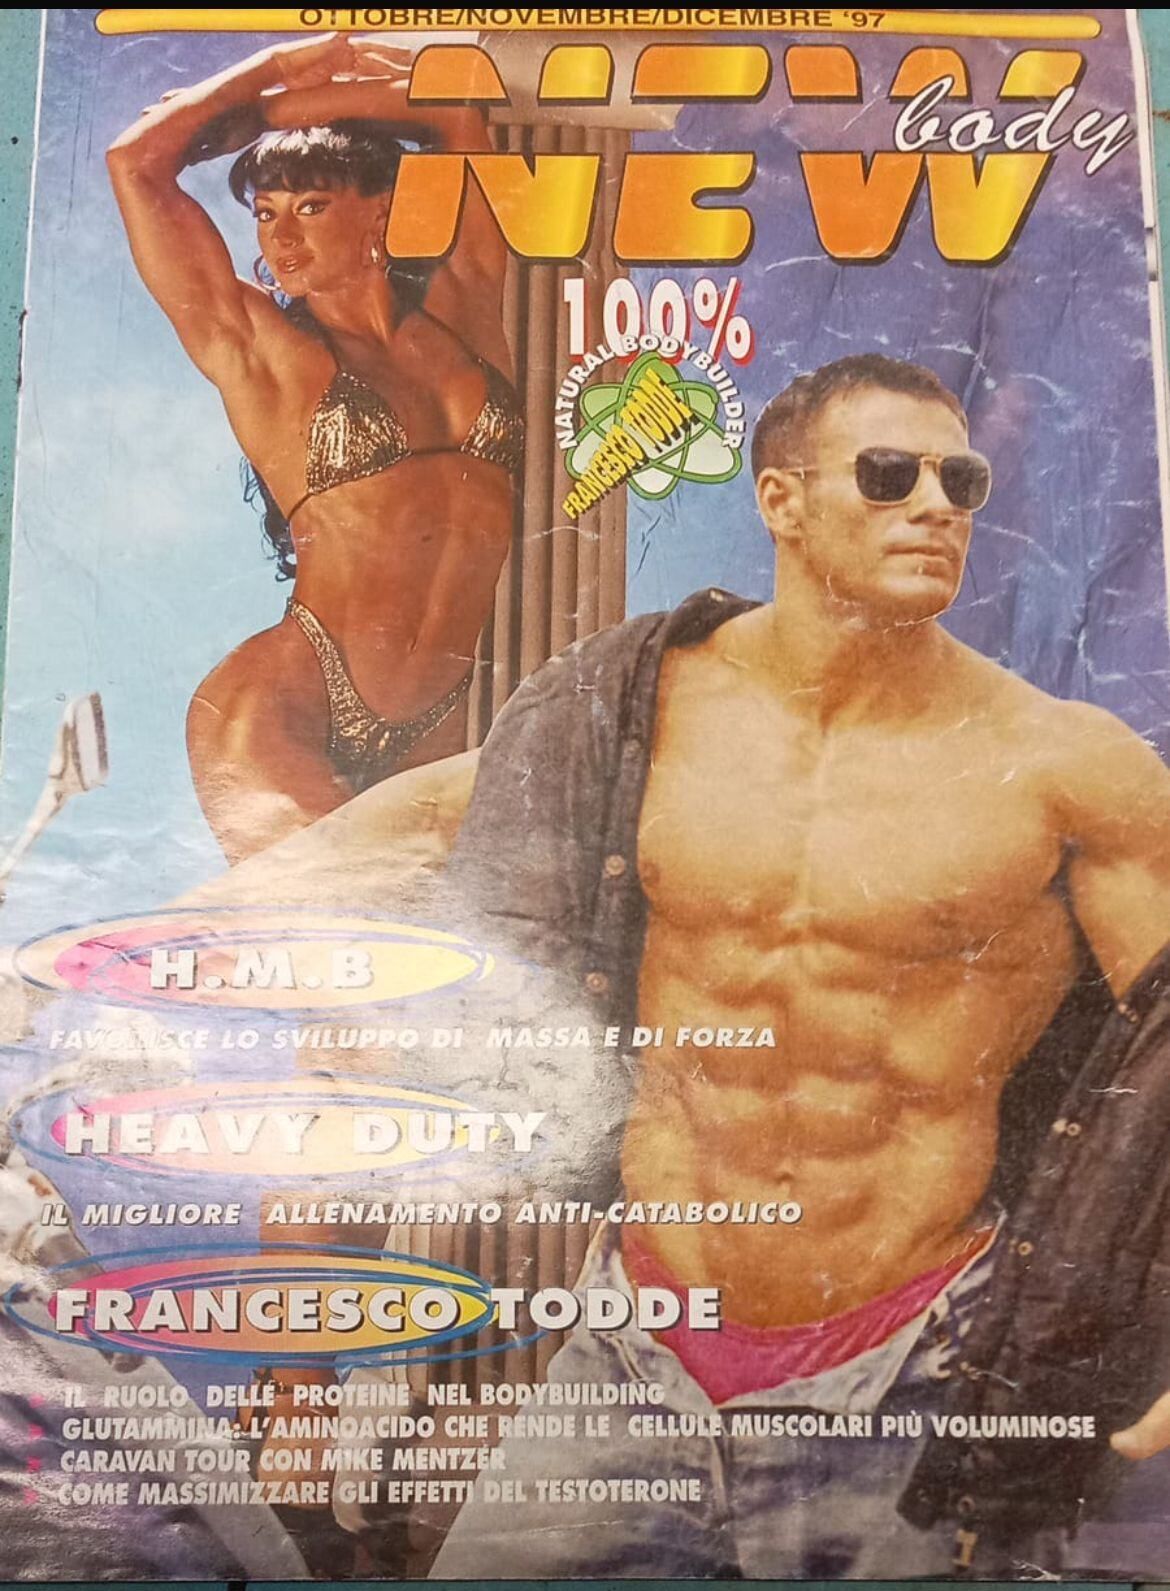 OTTOBRE/NOVEMBRE/DICEMBRE '97
NEW
body
100%
NATURAL BODYBUILDER
FRANCESCO TODDE
H.M.B
FAVORISCE LO SVILUPPO DI MASSA E DI FORZA
HEAVY DUTY
IL MIGLIORE ALLENAMENTO ANTI-CATABOLICO
FRANCESCO TODDE
IL RUOLO DELLE PROTEINE NEL BODYBUILDING
GLUTAMMINA: L'AMINOACIDO CHE RENDE LE CELLULE MUSCOLARI PIÙ VOLUMINOSE
CARAVAN TOUR CON MIKE MENTZER
COME MASSIMIZZARE GLI EFFETTI DEL TESTOTERONE